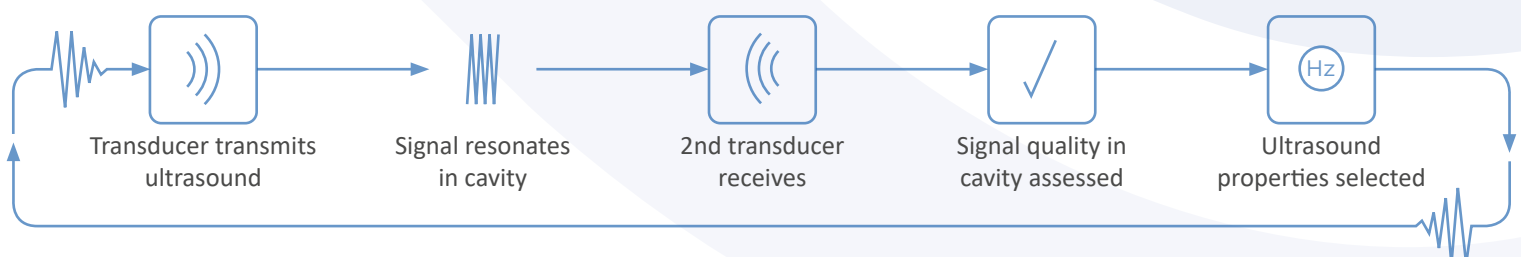 Hz
Transducer transmits
ultrasound
Signal resonates
in cavity
2nd transducer
receives
Signal quality in
cavity assessed
Ultrasound
properties selected